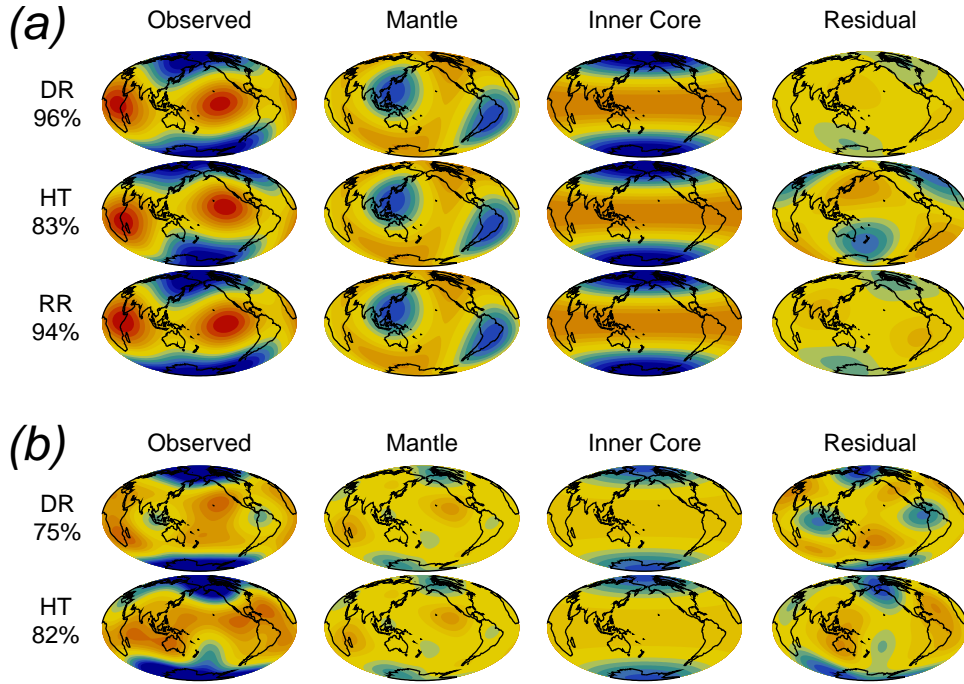 (a)
Observed Mantle Inner Core Residual
DR
96%
HT
83%
RR
94%
(b)
Observed Mantle Inner Core Residual
DR
75%
HT
82%